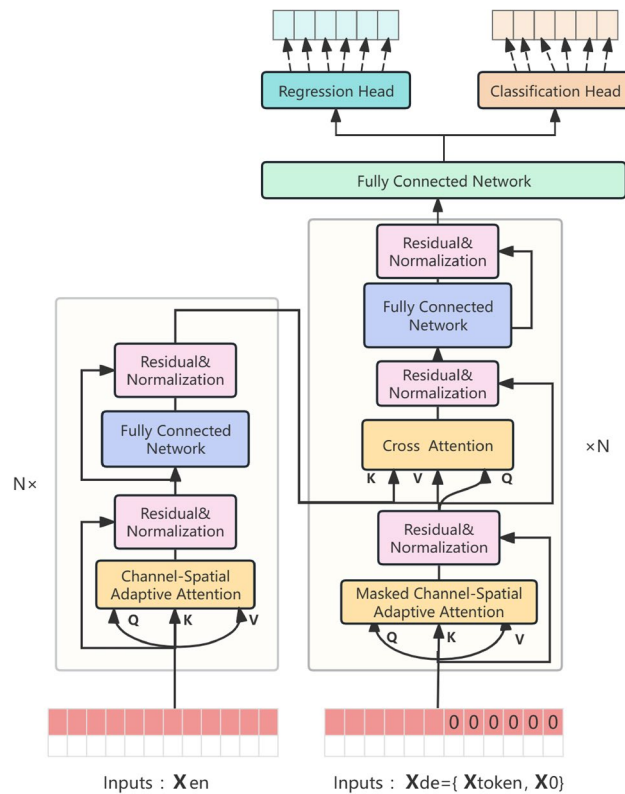 Regression Head
Classification Head
Fully Connected Network
Residual&
Normalization
Fully Connected
Network
Residual&
Normalization
Cross Attention
K V Q
×N
Residual&
Normalization
Masked Channel-Spatial
Adaptive Attention
Q K V
Residual&
Normalization
Fully Connected
Network
N×
Residual&
Normalization
Channel-Spatial
Adaptive Attention
Q K V
0 0 0 0 0 0
Inputs : Xen
Inputs : Xde={ Xtoken, X0}